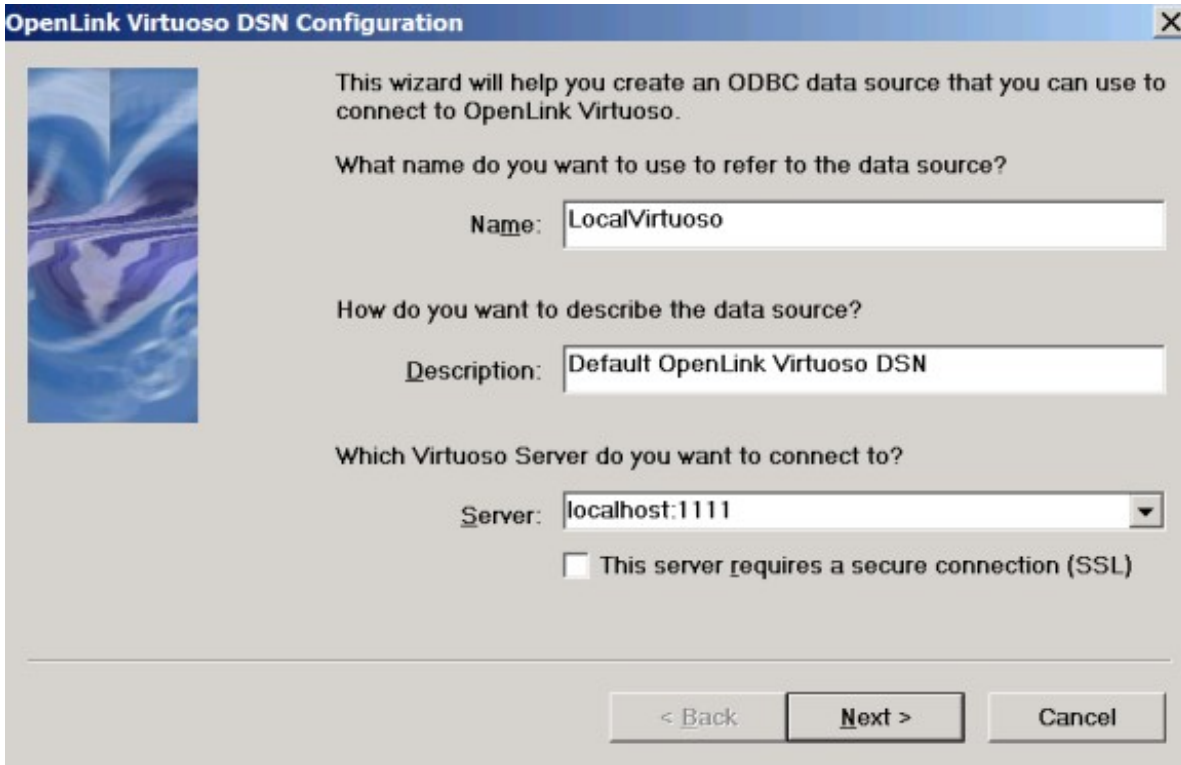 OpenLink Virtuoso DSN Configuration
This wizard will help you create an ODBC data source that you can use to
connect to OpenLink Virtuoso.
What name do you want to use to refer to the data source?
Name: LocalVirtuoso
How do you want to describe the data source?
Description: Default OpenLink Virtuoso DSN
Which Virtuoso Server do you want to connect to?
Server: localhost:1111
This server requires a secure connection (SSL)
< Back Next > Cancel